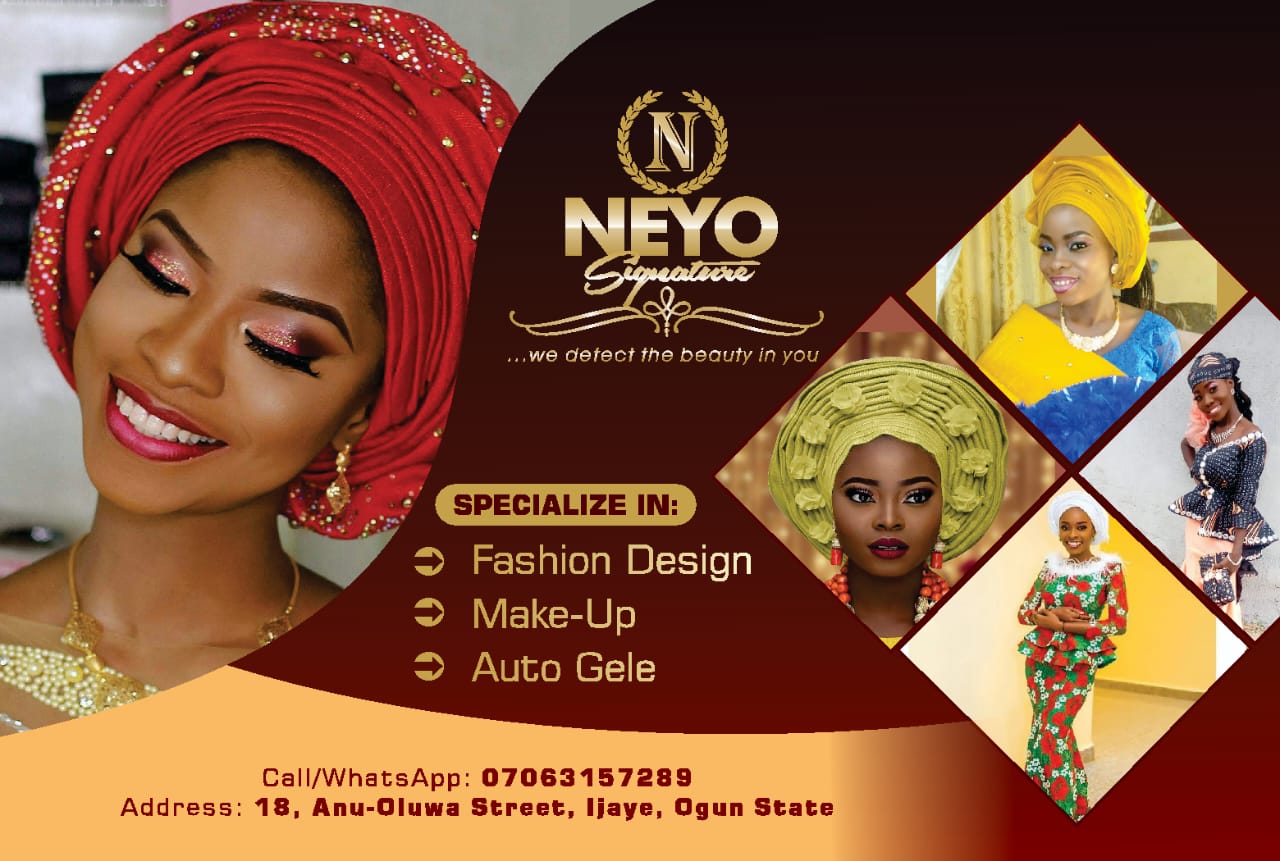 N
NEYO
Signature
...we defect the beauty in you
SPECIALIZE IN:
Fashion Design
Make-Up
Auto Gele
Call/WhatsApp: 07063157289
Address: 18, Anu-Oluwa Street, Ijaye, Ogun State